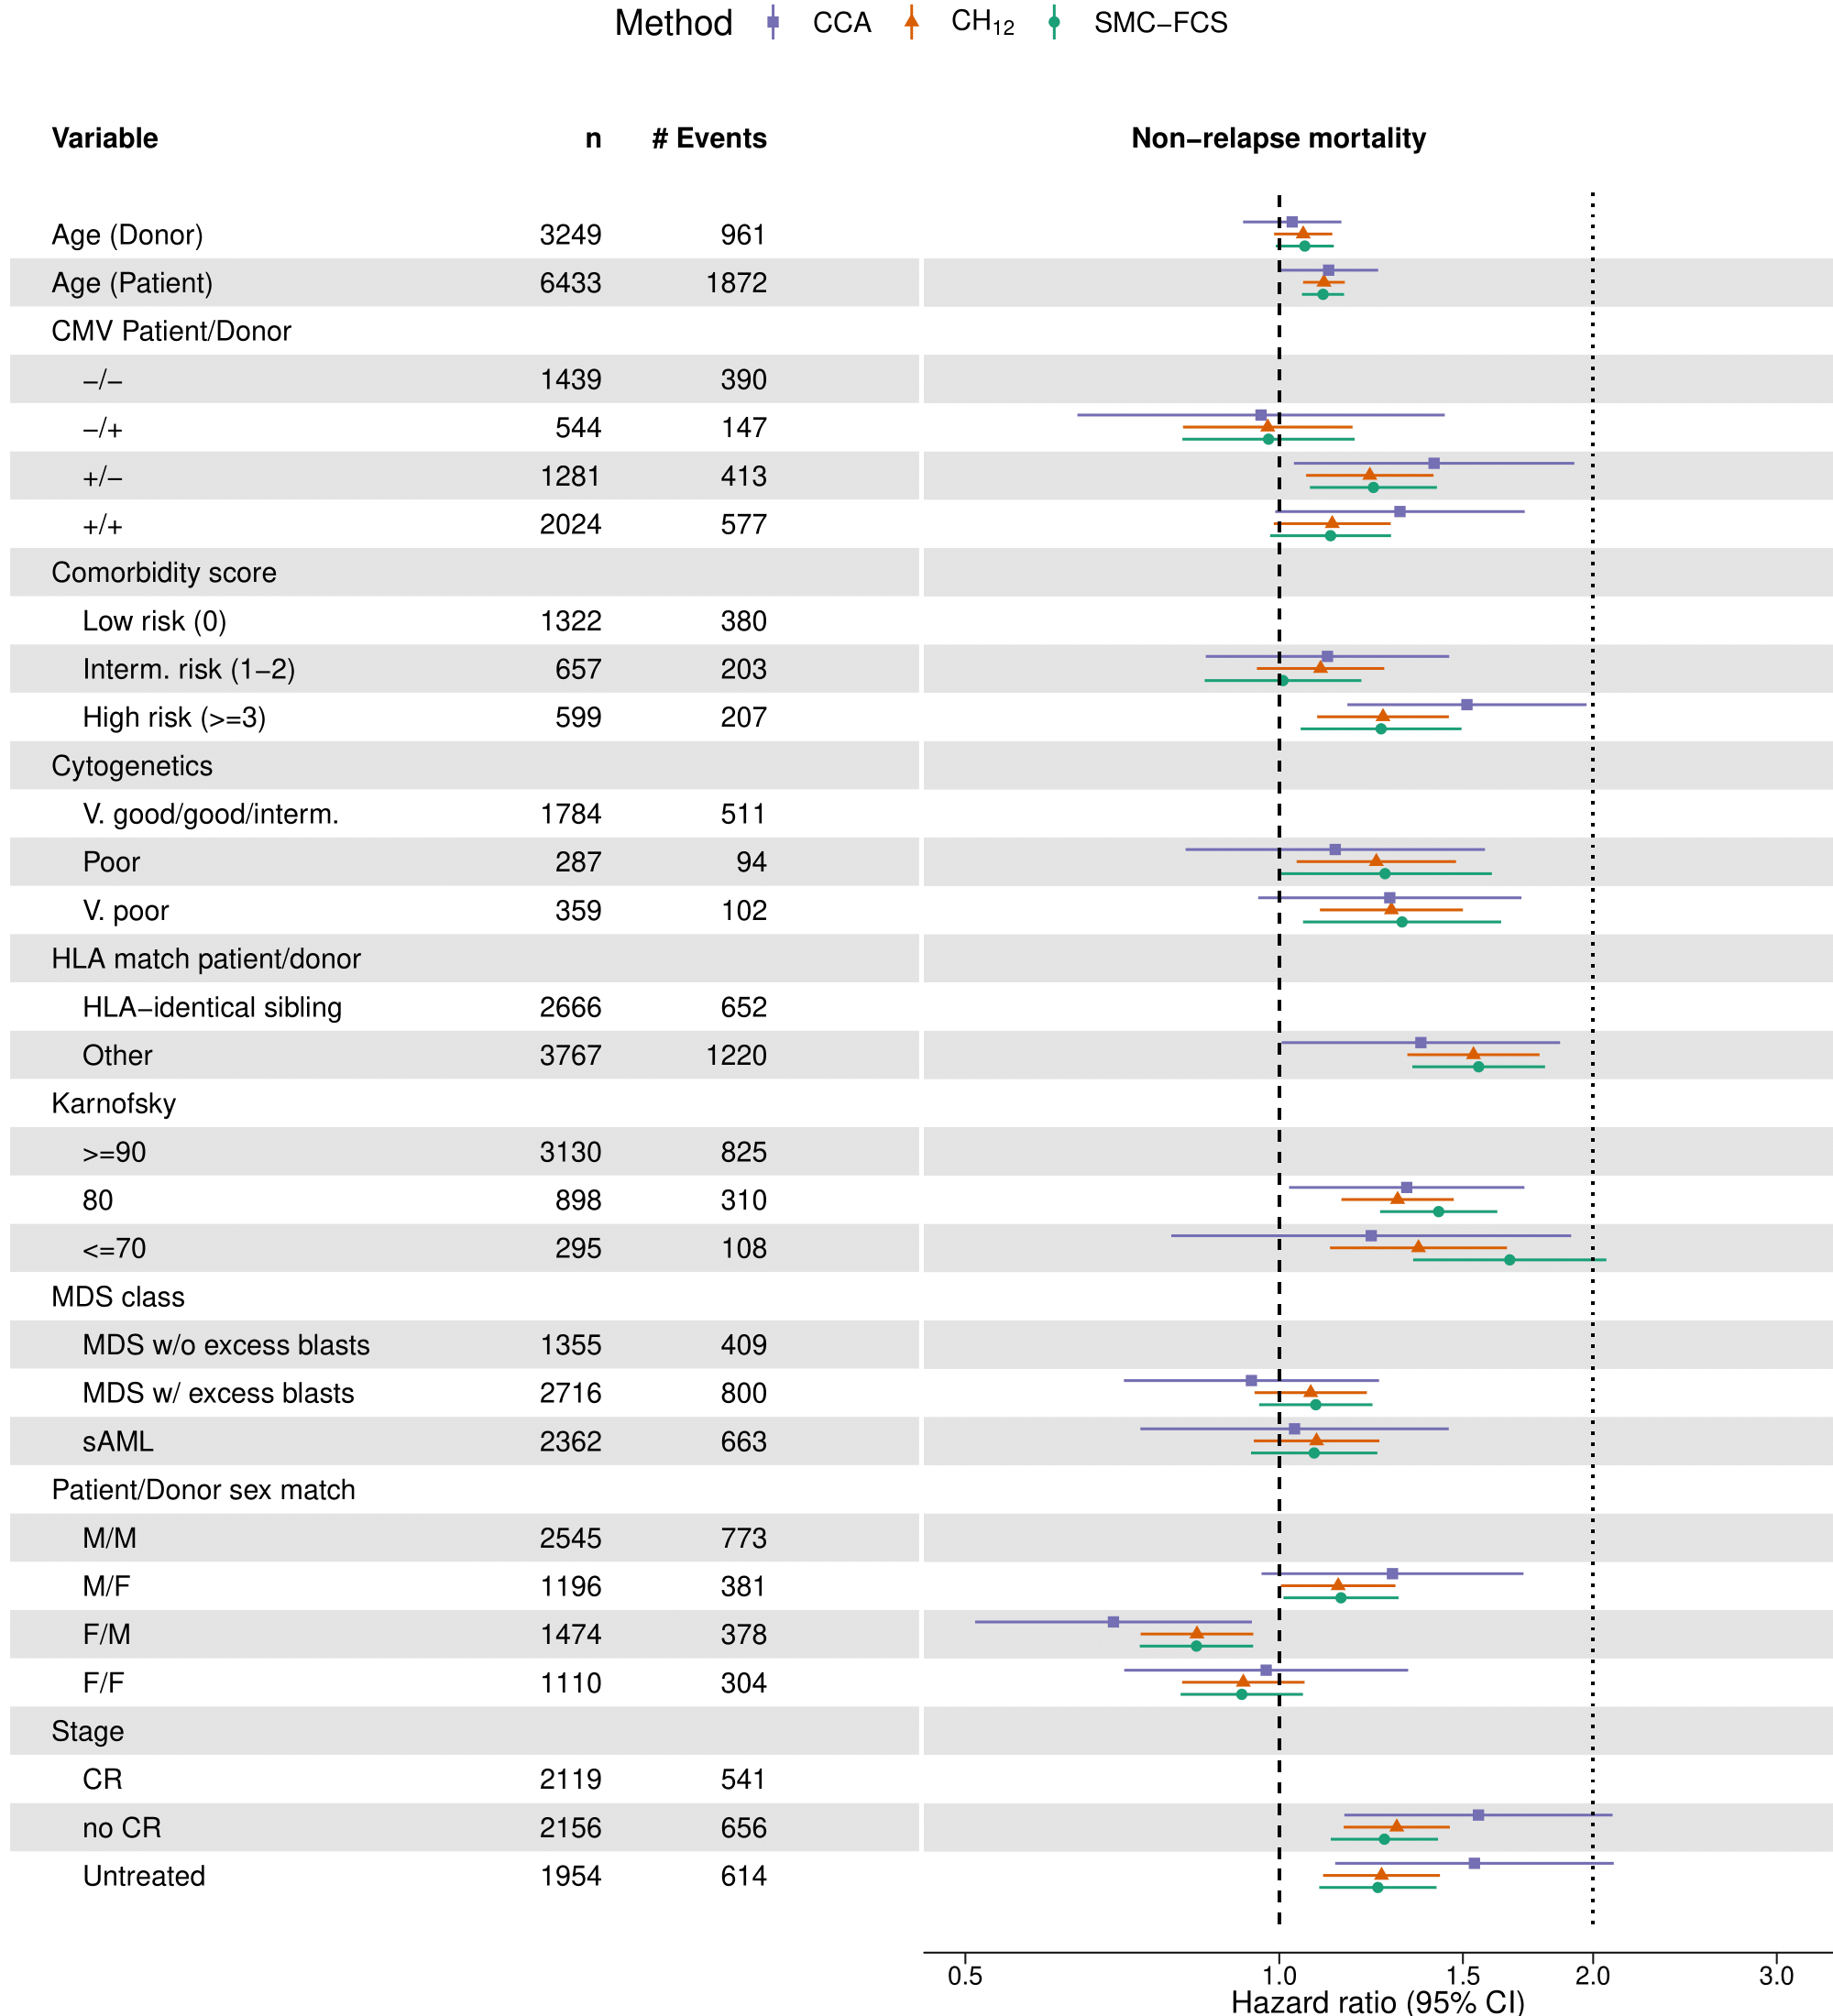 Method CCA CH12 SMC−FCS
Variable n # Events Non−relapse mortality
Age (Donor) 3249 961
Age (Patient) 6433 1872
CMV Patient/Donor
−/− 1439 390
−/+ 544 147
+/− 1281 413
+/+ 2024 577
Comorbidity score
Low risk (0) 1322 380
Interm. risk (1−2) 657 203
High risk (>=3) 599 207
Cytogenetics
V. good/good/interm. 1784 511
Poor 287 94
V. poor 359 102
HLA match patient/donor
HLA−identical sibling 2666 652
Other 3767 1220
Karnofsky
>=90 3130 825
80 898 310
<=70 295 108
MDS class
MDS w/o excess blasts 1355 409
MDS w/ excess blasts 2716 800
sAML 2362 663
Patient/Donor sex match
M/M 2545 773
M/F 1196 381
F/M 1474 378
F/F 1110 304
Stage
CR 2119 541
no CR 2156 656
Untreated 1954 614
0.5 1.0 1.5 2.0 3.0
Hazard ratio (95% CI)